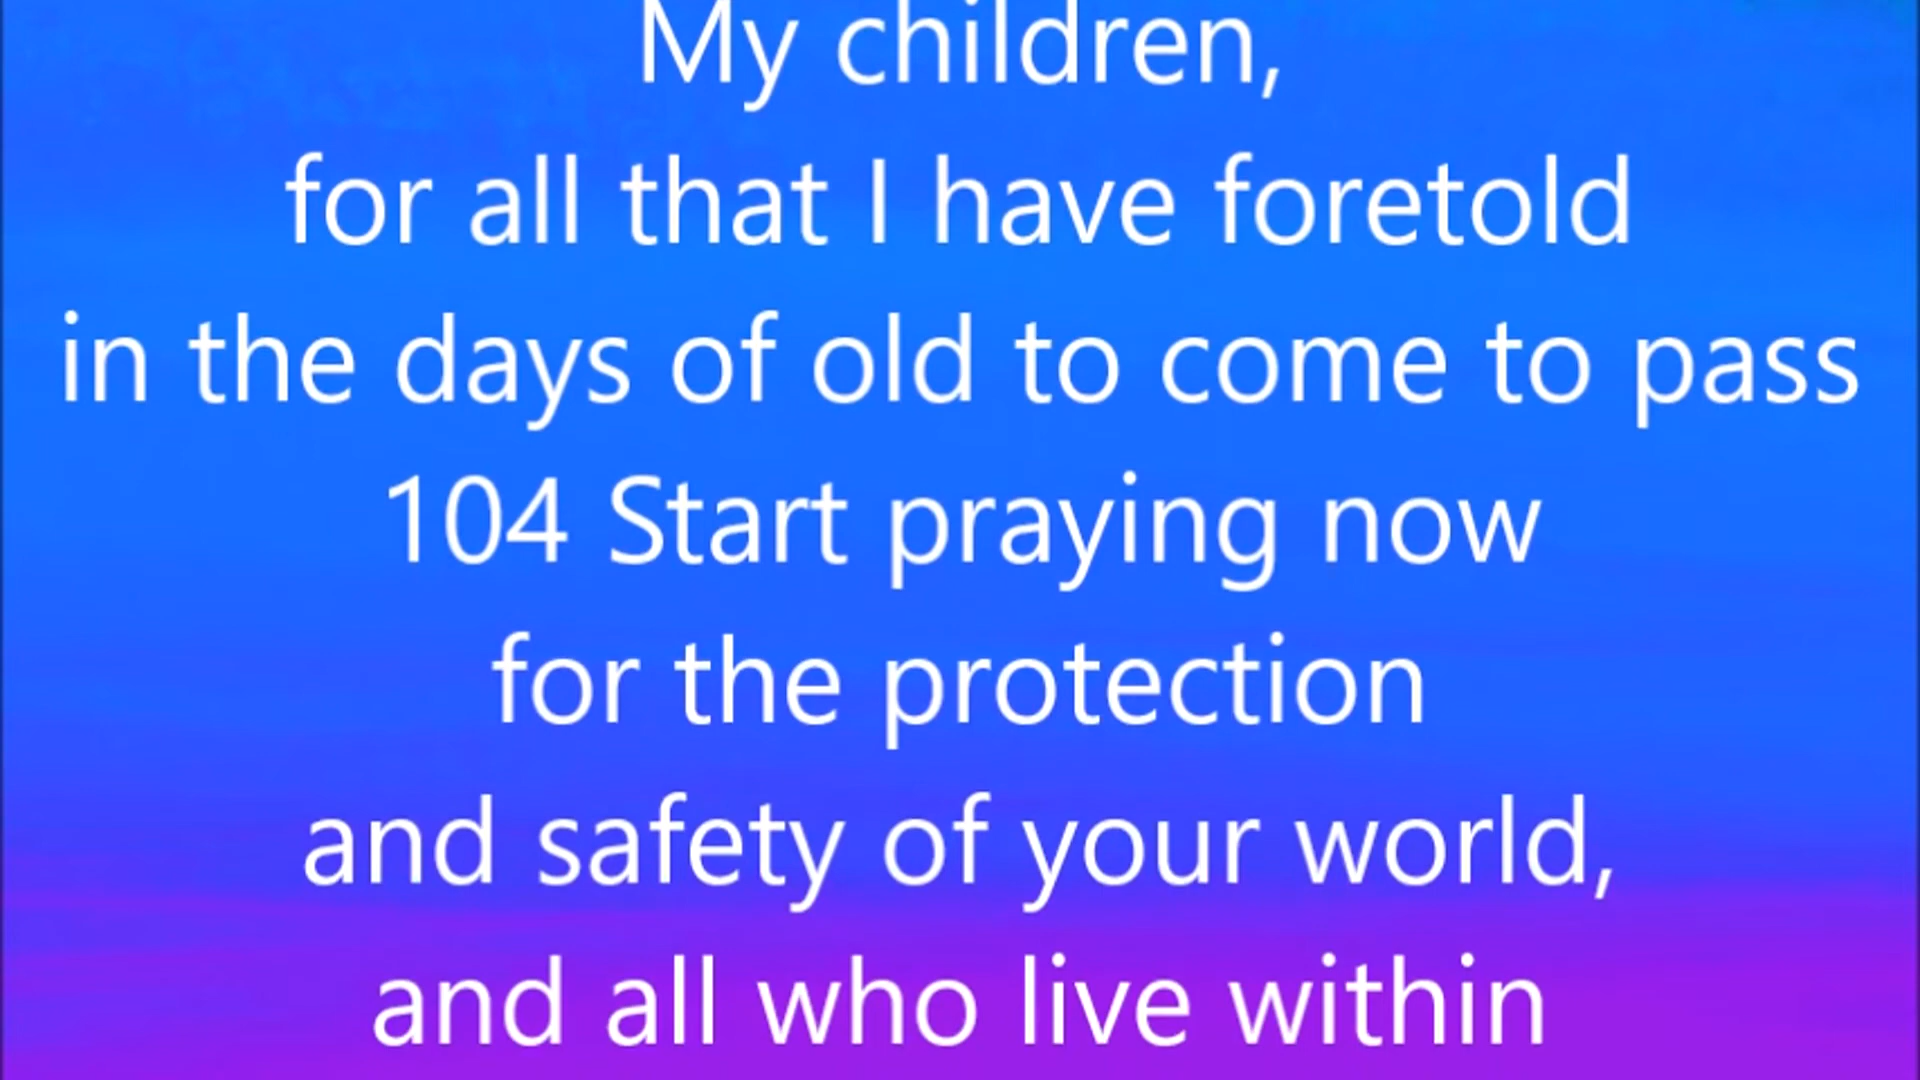 My children,
for all that I have foretold
in the days of old to come to pass
104 Start praying now
for the protection
and safety of your world,
and all who live within